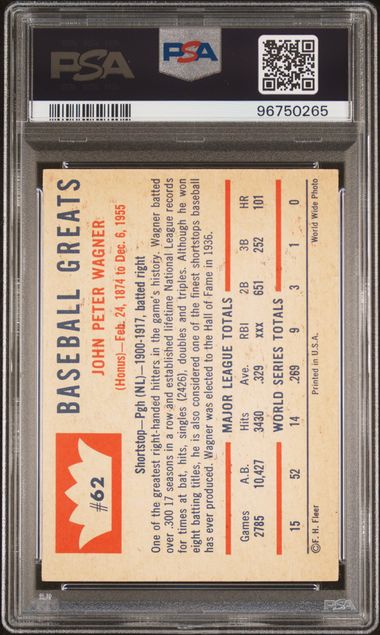 PSA
PSA
96750265
#62
BASEBALL GREATS
JOHN PETER WAGNER
(Honus)—Feb. 24, 1874 to Dec. 6, 1955
Shortstop—Pgh (NL)—1900-1917, batted right
One of the greatest right-handed hitters in the game's history. Wagner batted
over .300 17 seasons in a row and established lifetime National League records
for times at bat, hits, singles (2426), doubles and triples. Although he won
eight batting titles, he is also considered one of the finest shortstops baseball
has ever produced. Wagner was elected to the Hall of Fame in 1936.
MAJOR LEAGUE TOTALS
Games A.B. Hits Ave. RBI 2B 3B HR
2785 10,427 3430 .329 xxx 651 252 101
WORLD SERIES TOTALS
15 52 14 .269 9 3 1 0
©F. H. Fleer Printed in U.S.A. World Wide Photo
PSA